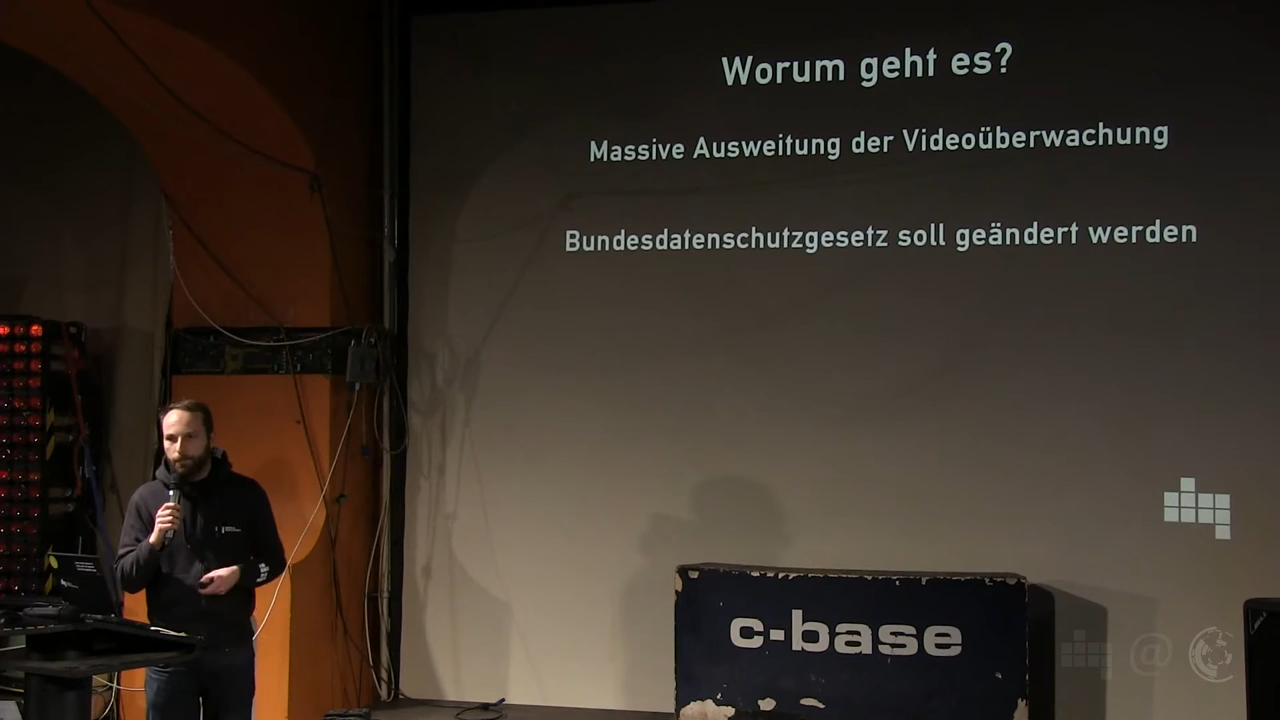 Worum geht es?
Massive Ausweitung der Videoüberwachung
Bundesdatenschutzgesetz soll geändert werden
c-base
@